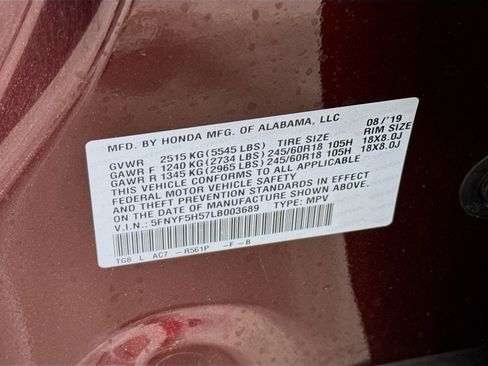 MFD. BY HONDA MFG. OF ALABAMA, LLC 08/'19
GVWR 2515 KG (5545 LBS) TIRE SIZE RIM SIZE
GAWR F 1240 KG (2734 LBS) 245/60R18 105H 18X8.0J
GAWR R 1345 KG (2965 LBS) 245/60R18 105H 18X8.0J
THIS VEHICLE CONFORMS TO ALL APPLICABLE
FEDERAL MOTOR VEHICLE SAFETY
STANDARDS IN EFFECT ON THE
DATE OF MANUFACTURE SHOWN ABOVE.
V.I.N.: 5FNYF5H57LB003689 TYPE: MPV
TG8 L AC7 -R561P -F -B